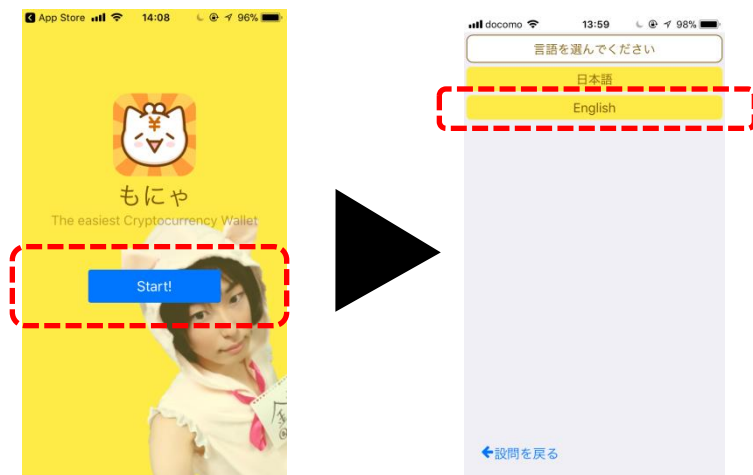 App Store 14:08 96%
¥
もにゃ
The easiest Cryptocurrency Wallet
Start!
docomo 13:59 98%
言語を選んでください
日本語
English
設問を戻る